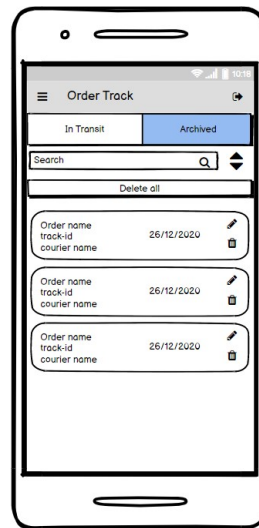 10:18
Order Track
In Transit Archived
Search
Delete all
Order name
track-id 26/12/2020
courier name
Order name
track-id 26/12/2020
courier name
Order name
track-id 26/12/2020
courier name